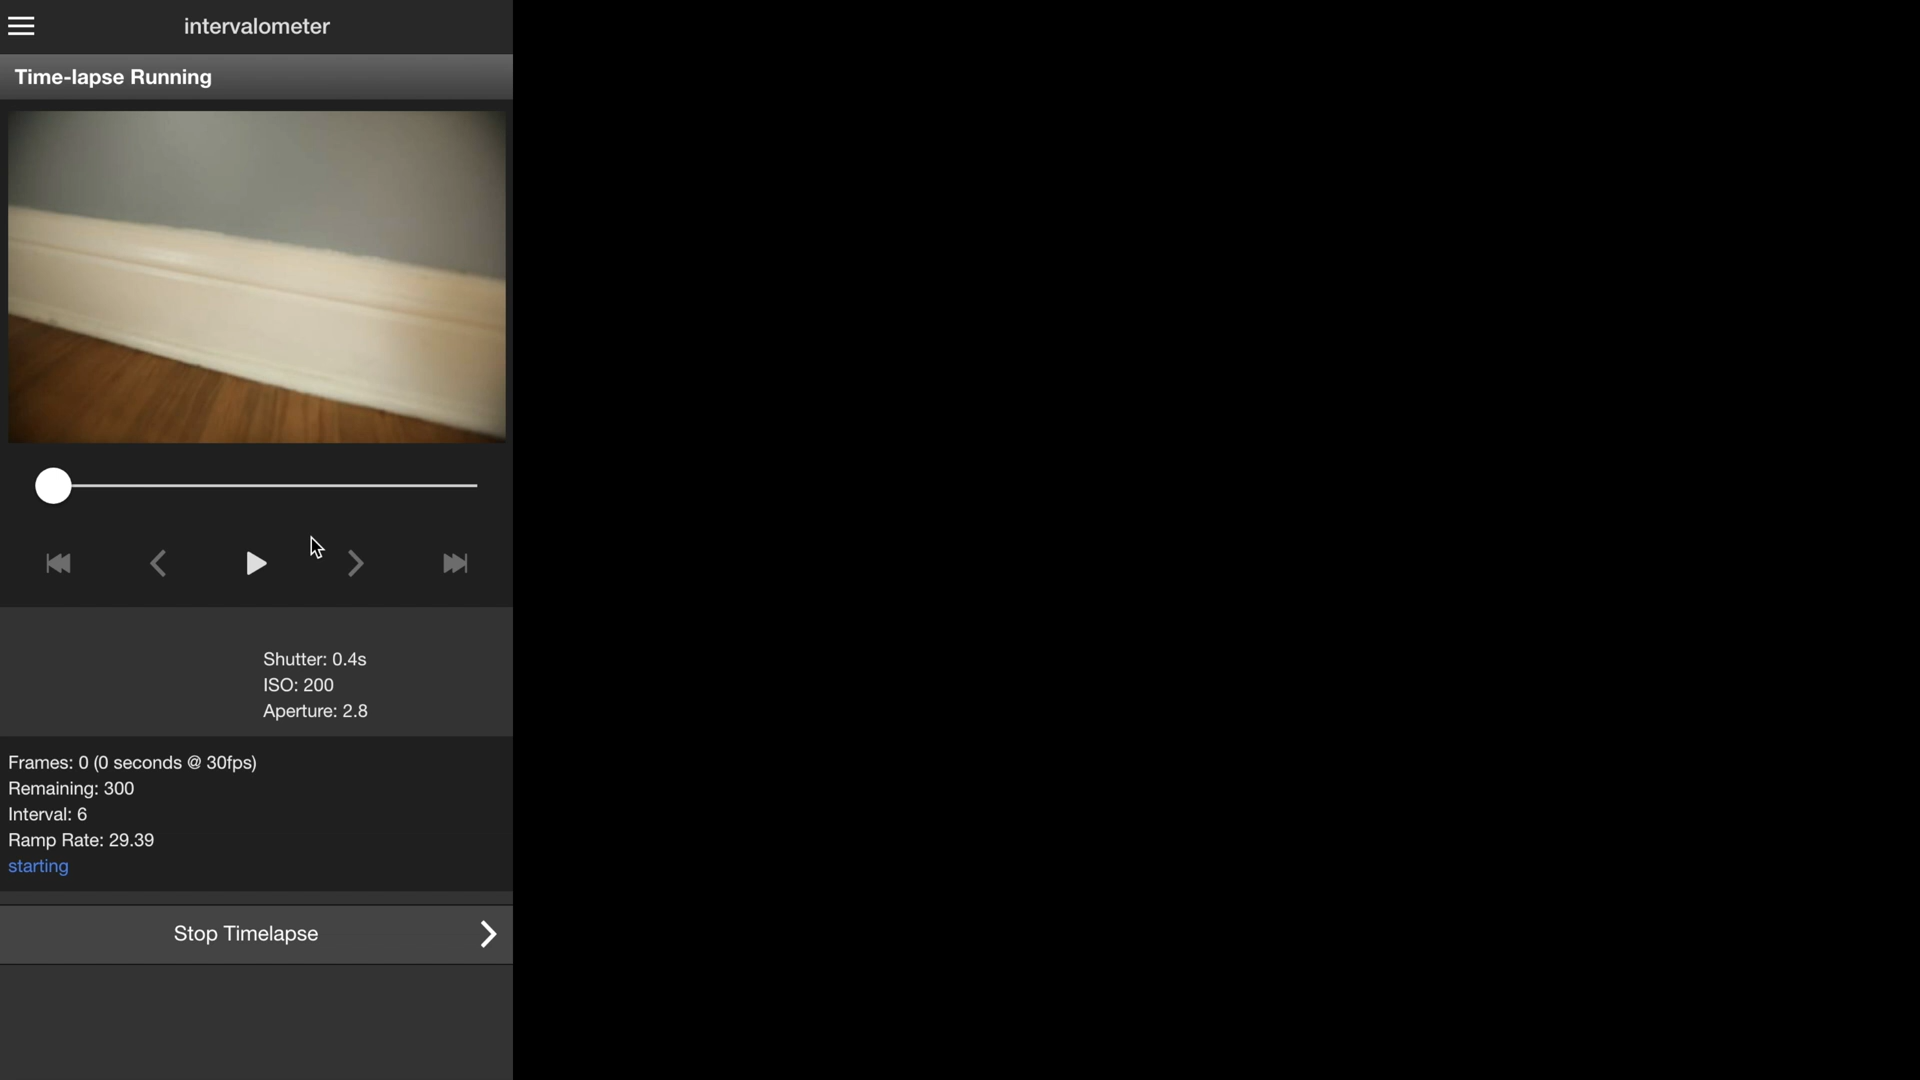 intervalometer
Time-lapse Running
Shutter: 0.4s
ISO: 200
Aperture: 2.8
Frames: 0 (0 seconds @ 30fps)
Remaining: 300
Interval: 6
Ramp Rate: 29.39
starting
Stop Timelapse